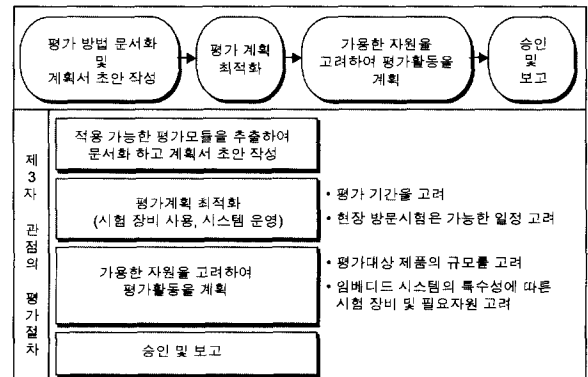 평가 방법 문서화
및
계획서 초안 작성
평가 계획
최적화
가용한 자원을
고려하여 평가활동을
계획
승인
및
보고
제3자 관점의 평가절차
적용 가능한 평가모듈을 추출하여
문서화 하고 계획서 초안 작성
평가계획 최적화
(시험 장비 사용, 시스템 운영)
• 평가 기간을 고려
• 현장 방문시험은 가능한 일정 고려
가용한 자원을 고려하여
평가활동을 계획
• 평가대상 제품의 규모를 고려
• 임베디드 시스템의 특수성에 따른
시험 장비 및 필요자원 고려
승인 및 보고